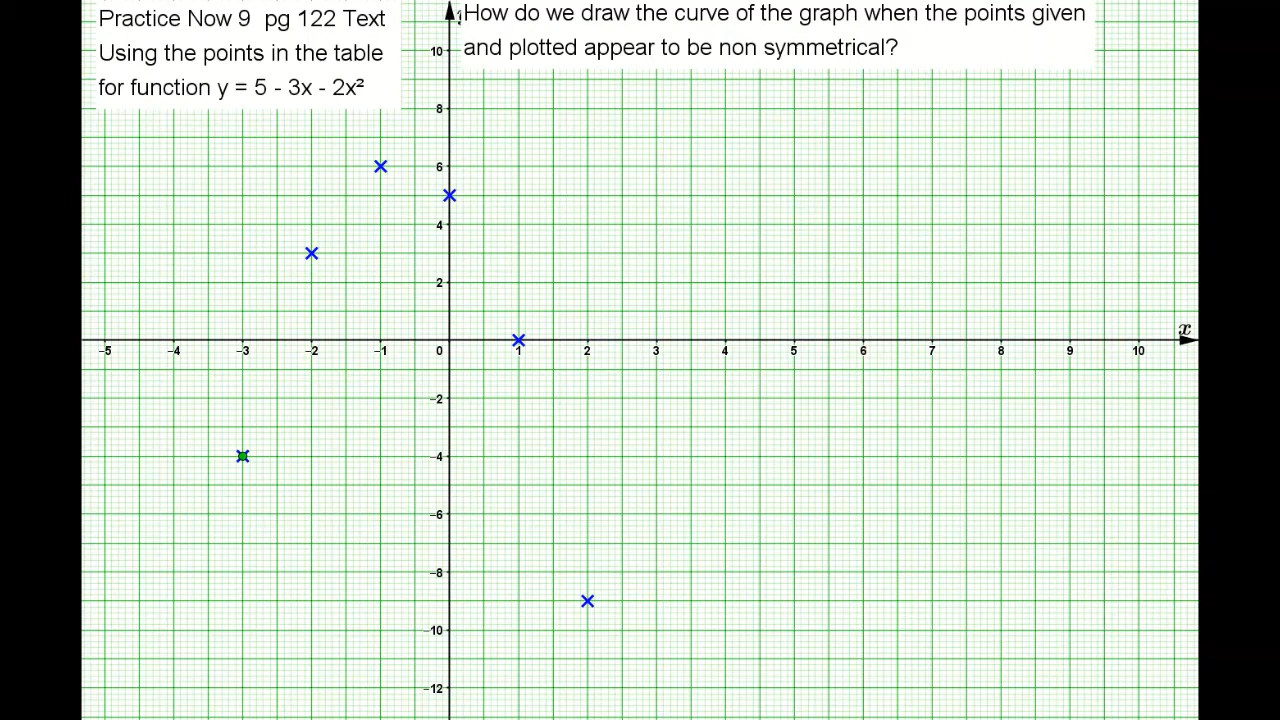 Practice Now 9 pg 122 Text
Using the points in the table
for function y = 5 - 3x - 2x²
How do we draw the curve of the graph when the points given
and plotted appear to be non symmetrical?
10
8
6
4
2
x
−5 −4 −3 −2 −1 0 1 2 3 4 5 6 7 8 9 10
−2
−4
−6
−8
−10
−12